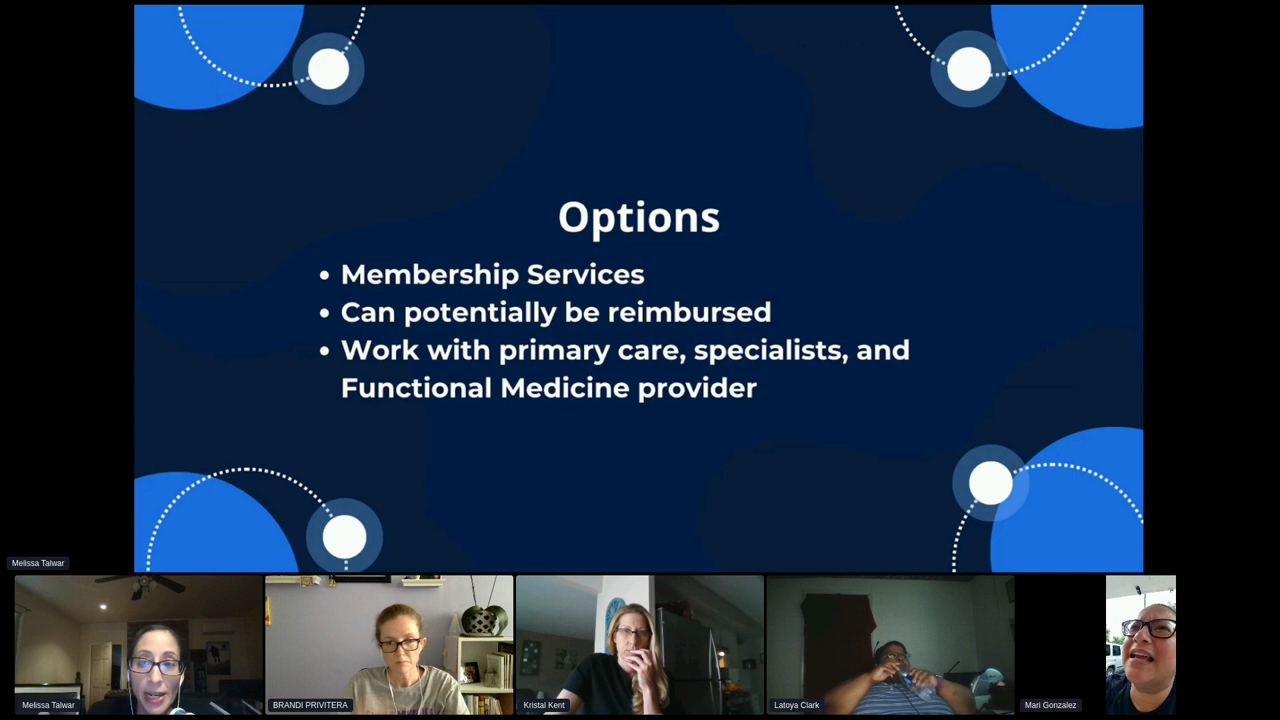 Options
• Membership Services
• Can potentially be reimbursed
• Work with primary care, specialists, and
Functional Medicine provider
Melissa Talwar
Melissa Talwar
BRANDI PRIVITERA
Kristal Kent
Latoya Clark
Mari Gonzalez